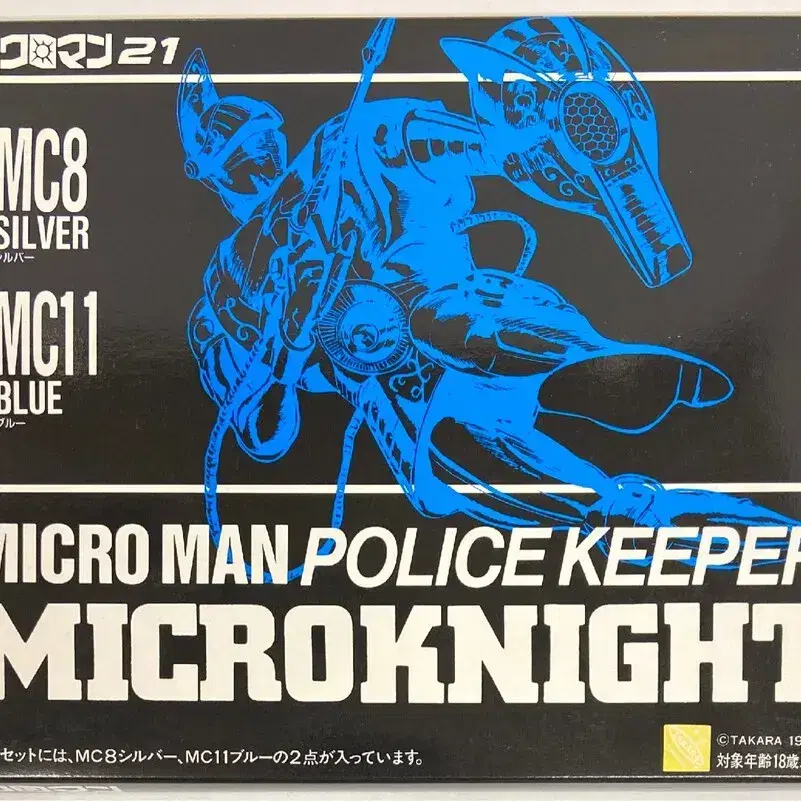 クロマン21
MC8
SILVER
シルバー
MC11
BLUE
ブルー
MICRO MAN POLICE KEEPER
MICROKNIGHT
セットには、MC8シルバー、MC11ブルーの2点が入っています。
©TAKARA 19
対象年齢18歳